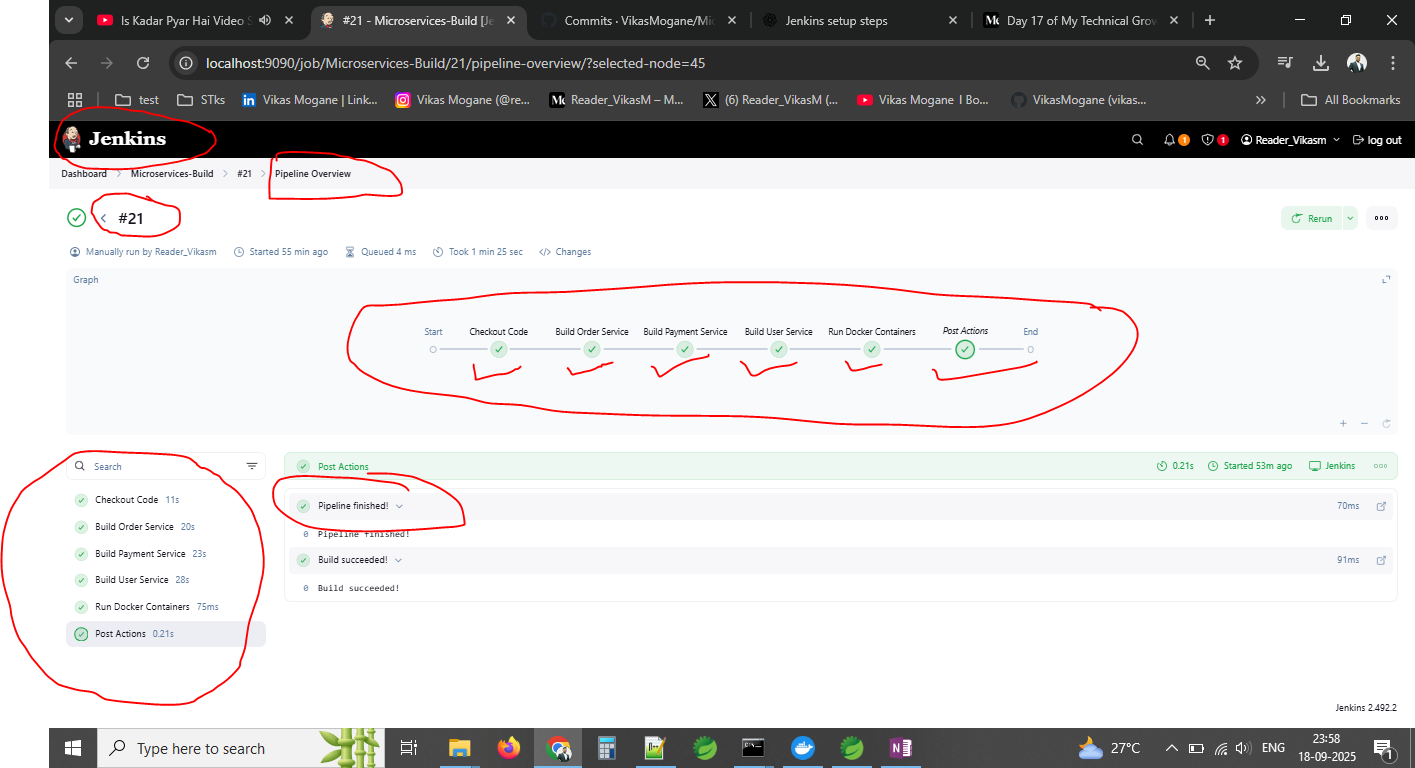 Is Kadar Pyar Hai Video S
#21 - Microservices-Build [Je
Commits · VikasMogane/Mic
Jenkins setup steps
Day 17 of My Technical Grow
localhost:9090/job/Microservices-Build/21/pipeline-overview/?selected-node=45
test
STks
Vikas Mogane | Link...
Vikas Mogane (@re...
Reader_VikasM – M...
(6) Reader_VikasM (...
Vikas Mogane I Bo...
VikasMogane (vikas...
All Bookmarks
Jenkins
1
1
Reader_Vikasm
log out
Dashboard > Microservices-Build > #21 > Pipeline Overview
#21
Rerun
Manually run by Reader_Vikasm
Started 55 min ago
Queued 4 ms
Took 1 min 25 sec
Changes
Graph
Start
Checkout Code
Build Order Service
Build Payment Service
Build User Service
Run Docker Containers
Post Actions
End
Search
Checkout Code 11s
Build Order Service 20s
Build Payment Service 23s
Build User Service 28s
Run Docker Containers 75ms
Post Actions 0.21s
Post Actions
0.21s
Started 53m ago
Jenkins
Pipeline finished!
70ms
0 Pipeline finished!
Build succeeded!
91ms
0 Build succeeded!
Jenkins 2.492.2
Type here to search
27°C
ENG
23:58
18-09-2025
1